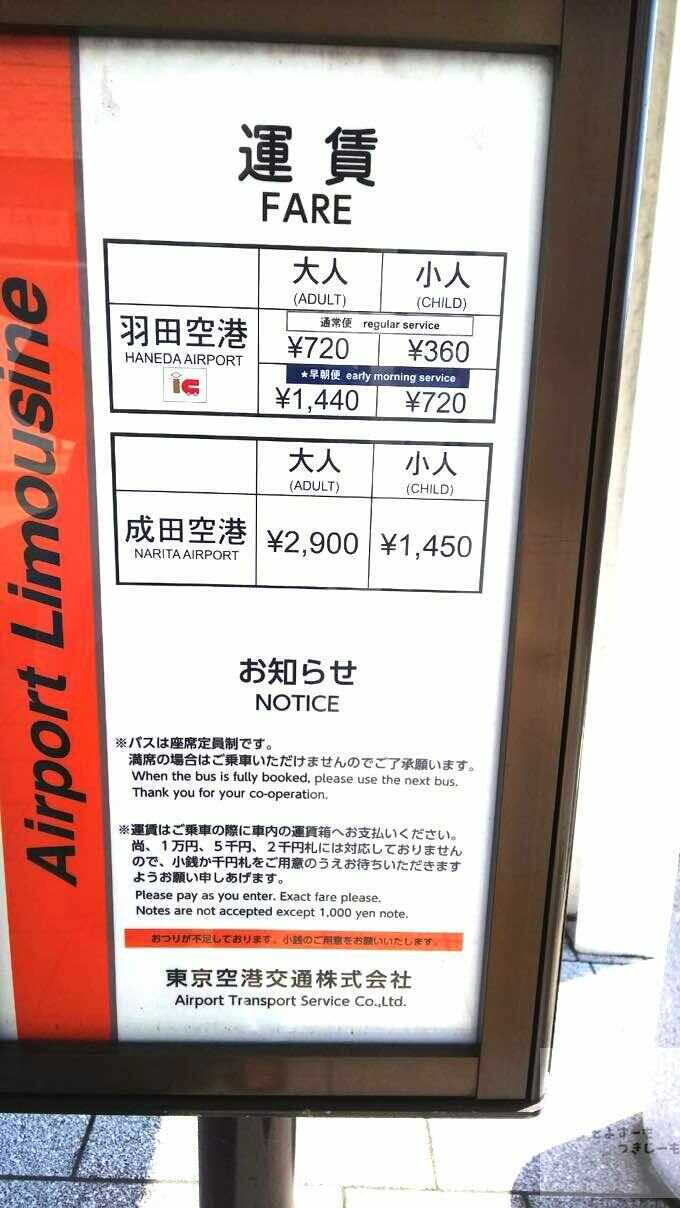 Airport Limousine
運賃
FARE
大人 小人
(ADULT) (CHILD)
羽田空港
HANEDA AIRPORT
ic
通常便 regular service
¥720 ¥360
★早朝便 early morning service
¥1,440 ¥720
大人 小人
(ADULT) (CHILD)
成田空港
NARITA AIRPORT
¥2,900 ¥1,450
お知らせ
NOTICE
※バスは座席定員制です。
満席の場合はご乗車いただけませんのでご了承願います。
When the bus is fully booked, please use the next bus.
Thank you for your co-operation.
※運賃はご乗車の際に車内の運賃箱へお支払いください。
尚、1万円、5千円、2千円札には対応しておりません
ので、小銭か千円札をご用意のうえお待ちいただきます
ようお願い申しあげます。
Please pay as you enter. Exact fare please.
Notes are not accepted except 1,000 yen note.
おつりが不足しております。小銭のご用意をお願いいたします。
東京空港交通株式会社
Airport Transport Service Co.,Ltd.